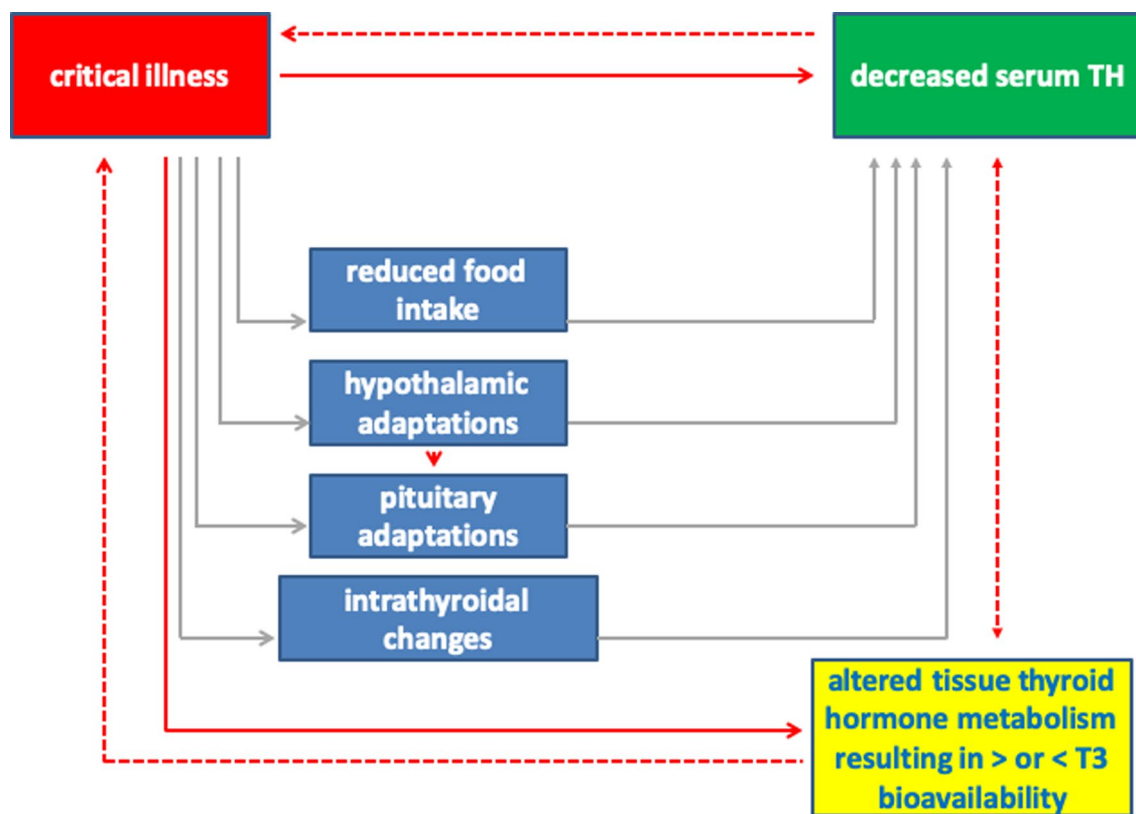 critical illness
decreased serum TH
reduced food
intake
hypothalamic
adaptations
pituitary
adaptations
intrathyroidal
changes
altered tissue thyroid
hormone metabolism
resulting in > or < T3
bioavailability